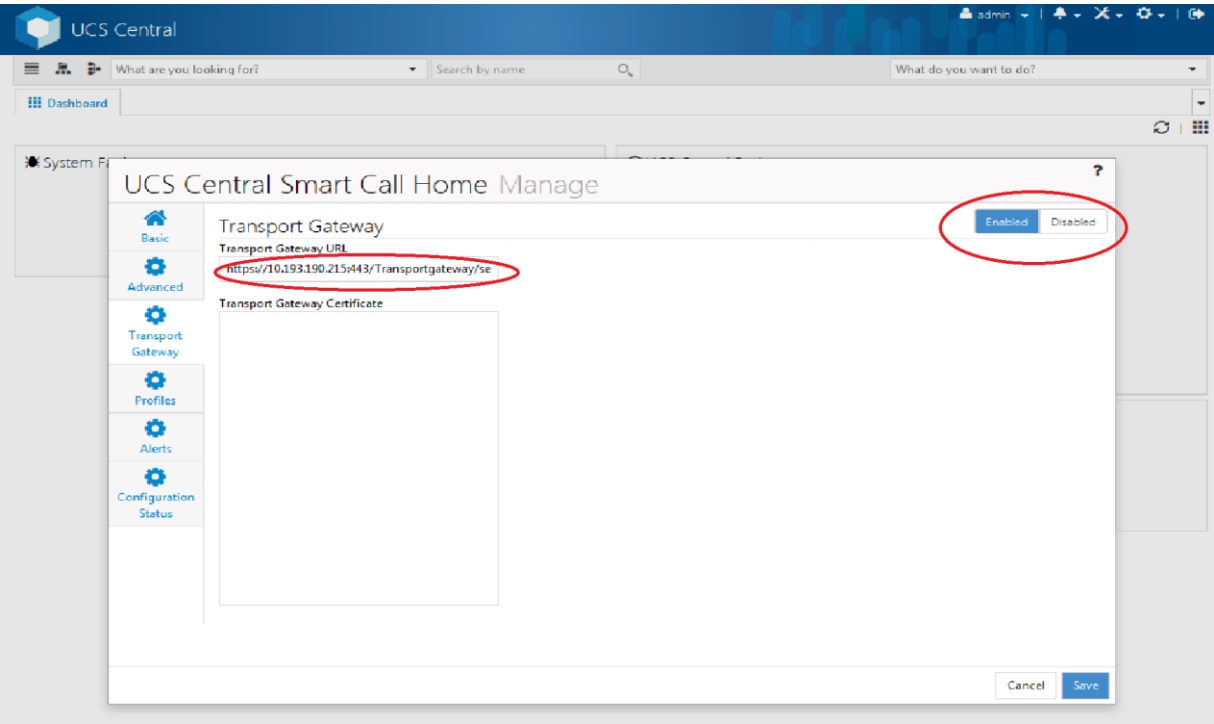 UCS Central
admin
What are you looking for?
Search by name
What do you want to do?
Dashboard
System
UCS Central Smart Call Home Manage
?
Basic
Advanced
Transport
Gateway
Profiles
Alerts
Configuration
Status
Transport Gateway
Enabled
Disabled
Transport Gateway URL
https://10.193.190.215:443/Transportgateway/se
Transport Gateway Certificate
Cancel
Save